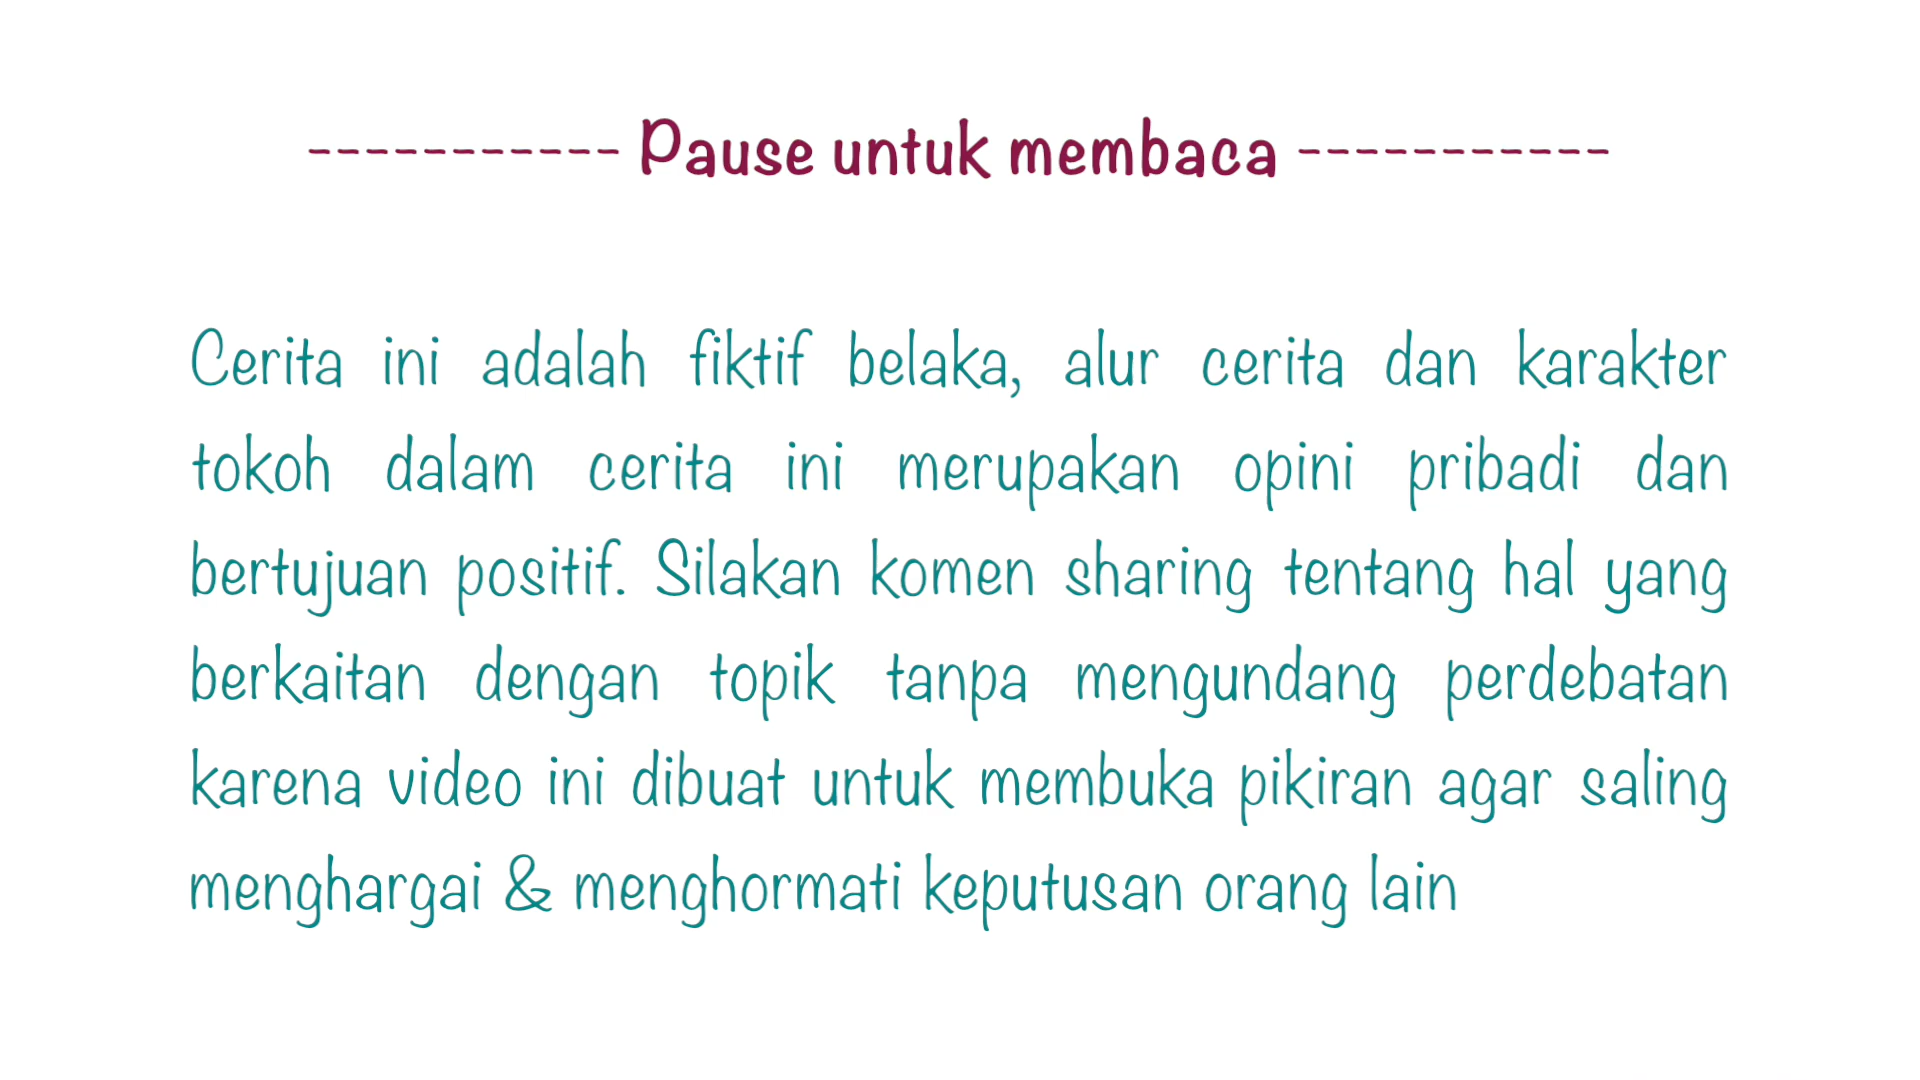 ----------- Pause untuk membaca -----------
Cerita ini adalah fiktif belaka, alur cerita dan karakter
tokoh dalam cerita ini merupakan opini pribadi dan
bertujuan positif. Silakan komen sharing tentang hal yang
berkaitan dengan topik tanpa mengundang perdebatan
karena video ini dibuat untuk membuka pikiran agar saling
menghargai & menghormati keputusan orang lain